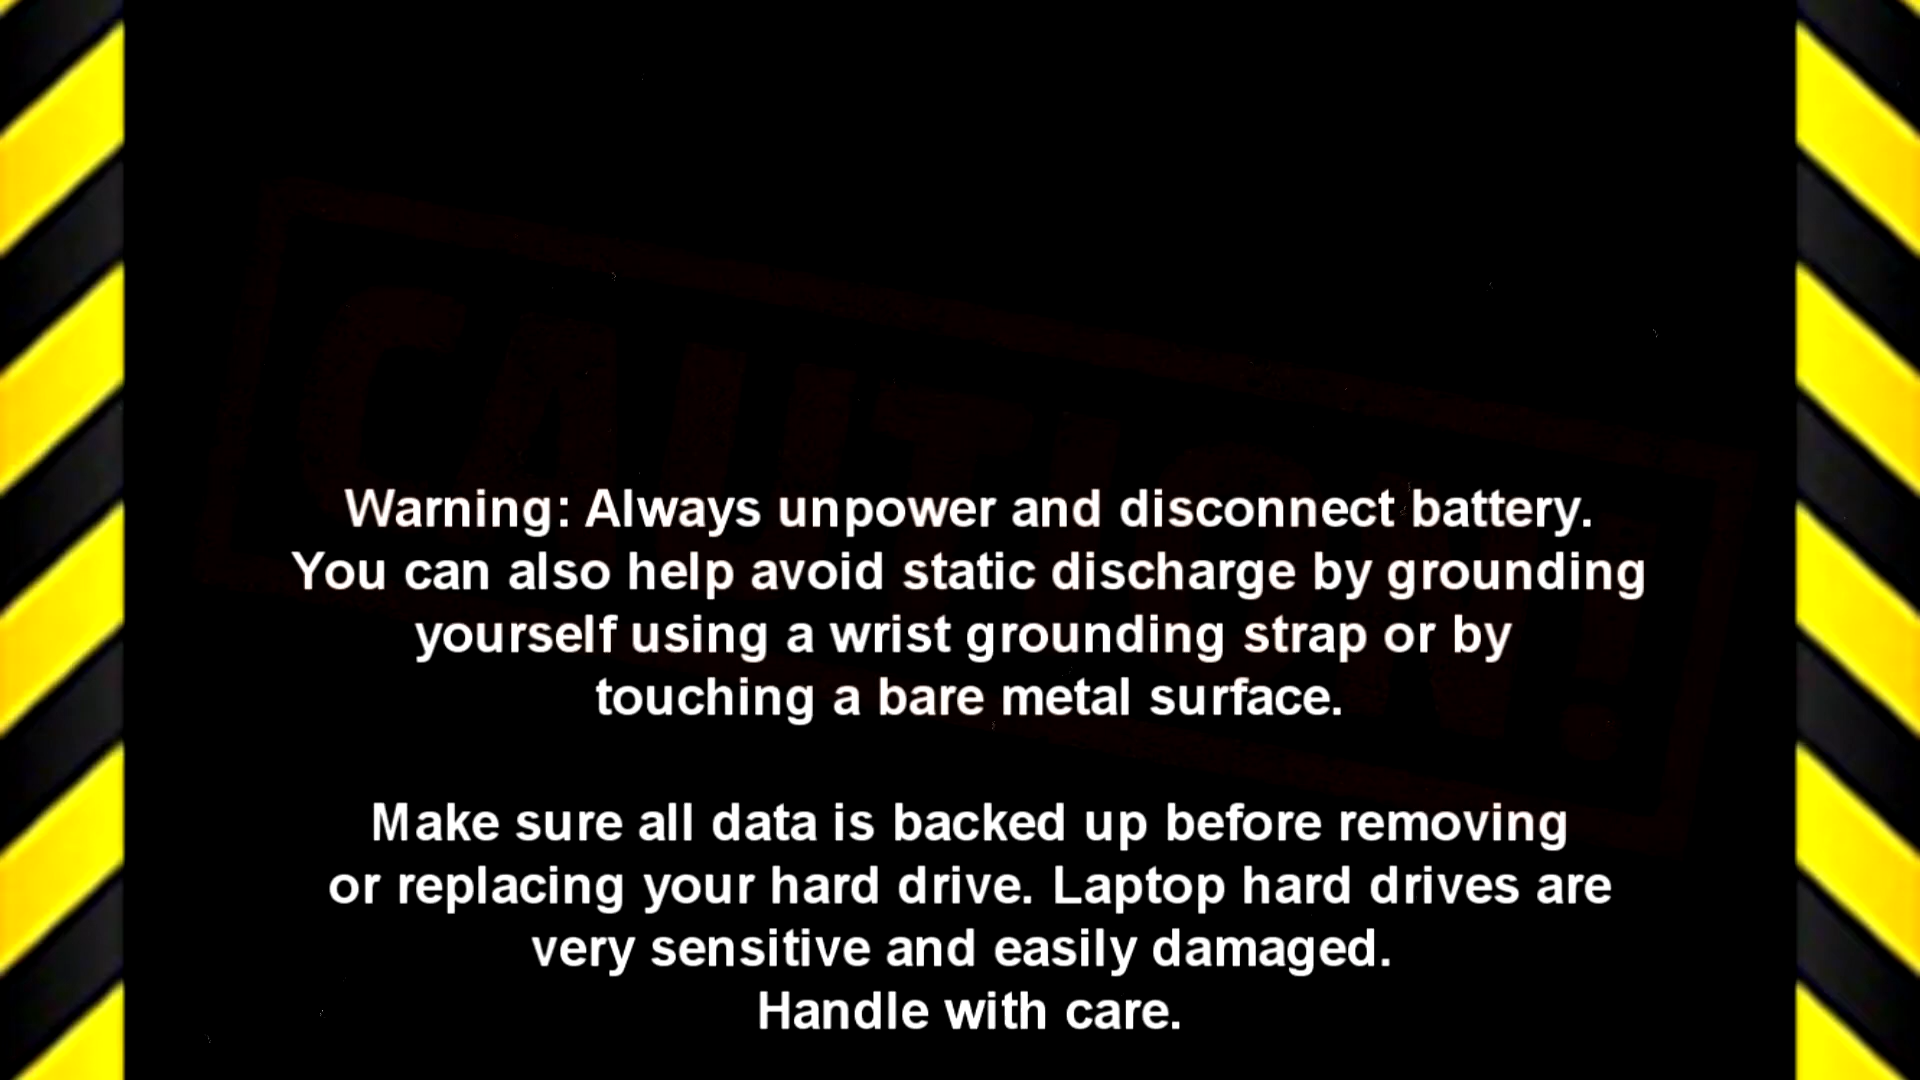 CAUTION!
Warning: Always unpower and disconnect battery.
You can also help avoid static discharge by grounding
yourself using a wrist grounding strap or by
touching a bare metal surface.
Make sure all data is backed up before removing
or replacing your hard drive. Laptop hard drives are
very sensitive and easily damaged.
Handle with care.